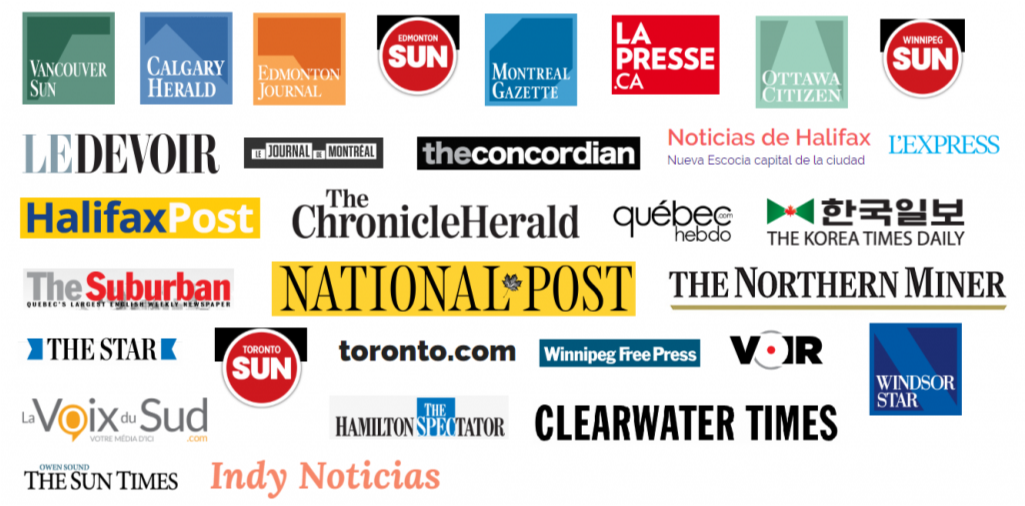 VANCOUVER
SUN
CALGARY
HERALD
EDMONTON
JOURNAL
EDMONTON
SUN
MONTREAL
GAZETTE
LA
PRESSE
.CA
OTTAWA
CITIZEN
WINNIPEG
SUN
LE DEVOIR
LE JOURNAL DE MONTRÉAL
theconcordian
Noticias de Halifax
Nueva Escocia capital de la ciudad
L'EXPRESS
HalifaxPost
The
ChronicleHerald
québec.com
hebdo
한국일보
THE KOREA TIMES DAILY
The Suburban
QUEBEC'S LARGEST ENGLISH WEEKLY NEWSPAPER
NATIONAL POST
THE NORTHERN MINER
THE STAR
TORONTO
SUN
toronto.com
Winnipeg Free Press
VOIR
WINDSOR
STAR
La Voix du Sud
VOTRE MÉDIA D'ICI .com
THE
HAMILTON SPECTATOR
CLEARWATER TIMES
OWEN SOUND
THE SUN TIMES
Indy Noticias